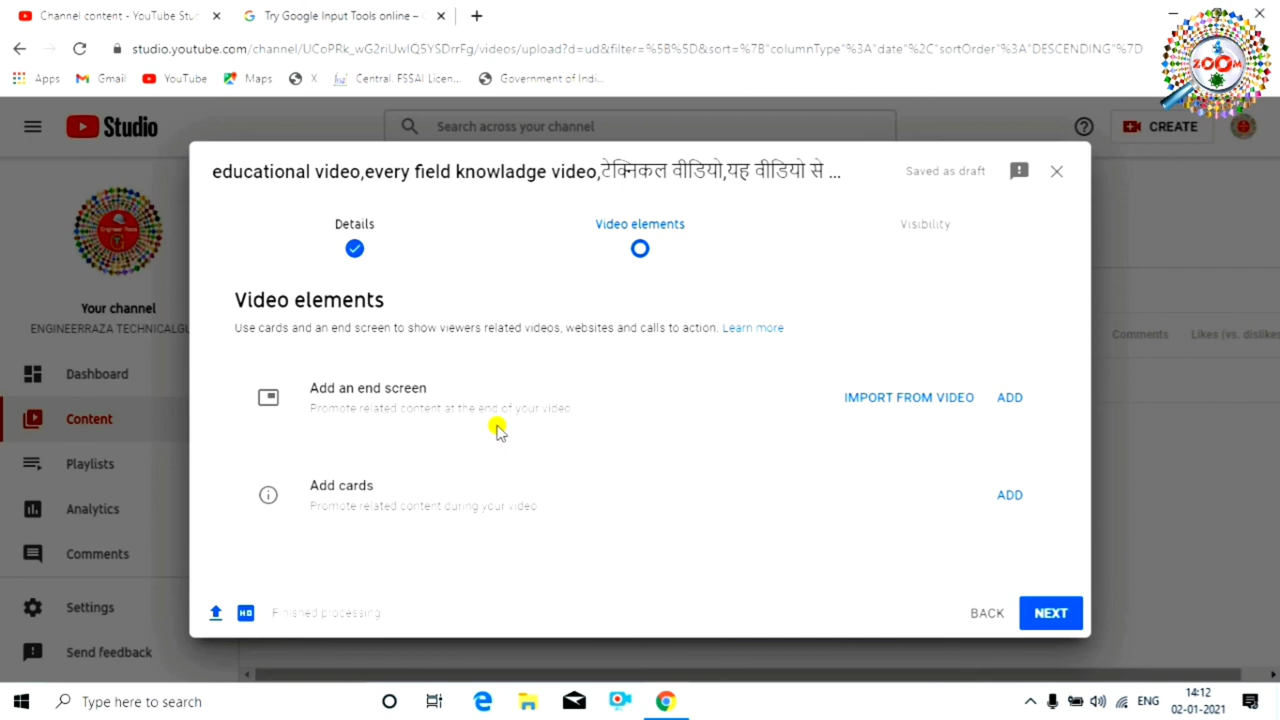 Channel content - YouTube Stu
Try Google Input Tools online –
studio.youtube.com/channel/UCoPRk_wG2riUwIQ5YSDrrFg/videos/upload?d=ud&filter=%5B%5D&sort=%7B"columnType"%3A"date"%2C"sortOrder"%3A"DESCENDING"%7D
Apps Gmail YouTube Maps X Central. FSSAI Licen... Government of Indi...
ZOOM
Studio
Search across your channel
CREATE
educational video,every field knowladge video,टेक्निकल वीडियो,यह वीडियो से ...
Saved as draft
Details Video elements Visibility
Engineer Raza
Your channel
ENGINEERRAZA TECHNICALGU
Video elements
Use cards and an end screen to show viewers related videos, websites and calls to action. Learn more
Comments Likes (vs. dislike
Dashboard
Content
Playlists
Analytics
Comments
Settings
Send feedback
Add an end screen
Promote related content at the end of your video
IMPORT FROM VIDEO ADD
Add cards
Promote related content during your video
ADD
HD Finished processing
BACK NEXT
Type here to search
ENG
14:12
02-01-2021